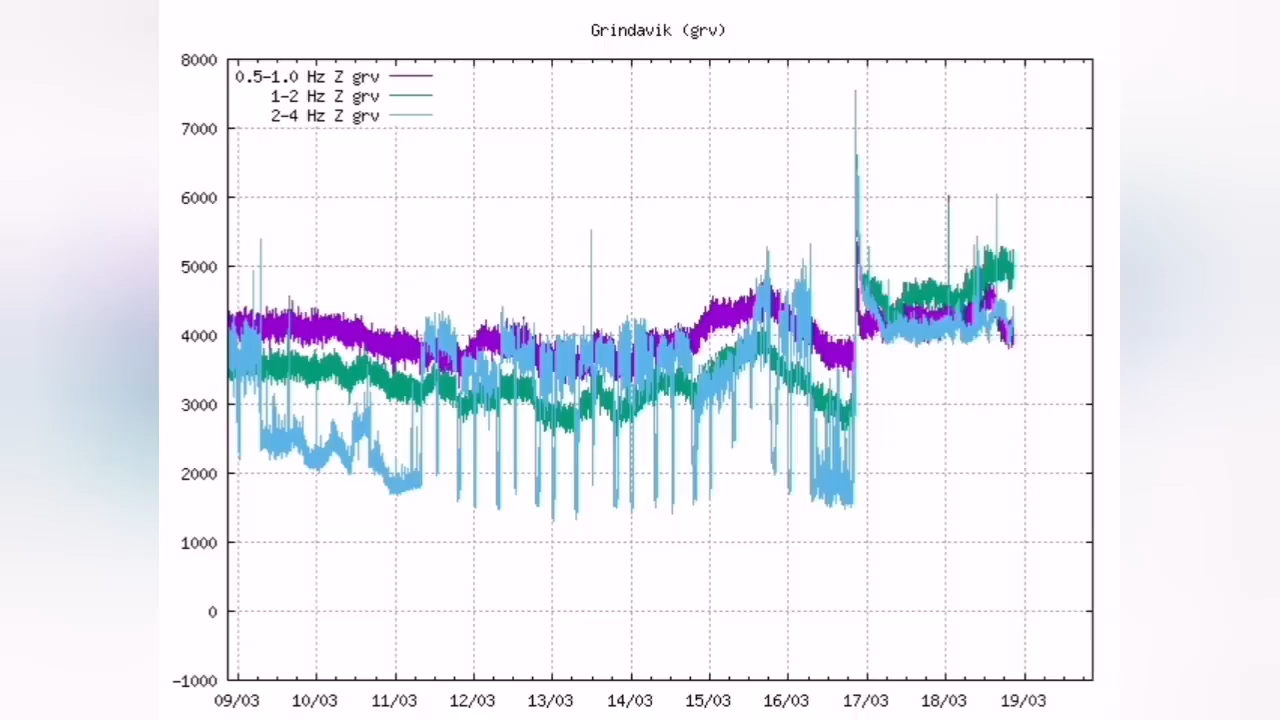 Grindavik (grv)
0.5-1.0 Hz Z grv
1-2 Hz Z grv
2-4 Hz Z grv
8000
7000
6000
5000
4000
3000
2000
1000
0
-1000
09/03 10/03 11/03 12/03 13/03 14/03 15/03 16/03 17/03 18/03 19/03